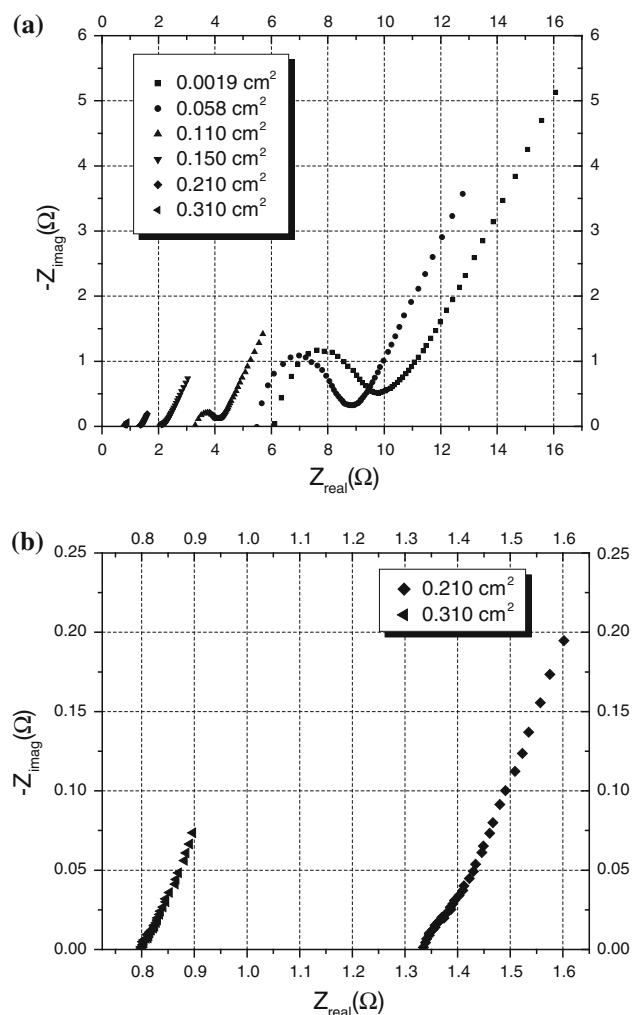 (a)
0 2 4 6 8 10 12 14 16
6 6
5 5
4 4
3 3
2 2
1 1
0 0
■ 0.0019 cm²
● 0.058 cm²
▲ 0.110 cm²
▼ 0.150 cm²
◆ 0.210 cm²
◀ 0.310 cm²
-Z_imag(Ω)
0 2 4 6 8 10 12 14 16
Z_real(Ω)
(b)
0.8 0.9 1.0 1.1 1.2 1.3 1.4 1.5 1.6
0.25 0.25
◆ 0.210 cm²
◀ 0.310 cm²
0.20 0.20
0.15 0.15
0.10 0.10
0.05 0.05
0.00 0.00
-Z_imag(Ω)
0.8 0.9 1.0 1.1 1.2 1.3 1.4 1.5 1.6
Z_real(Ω)